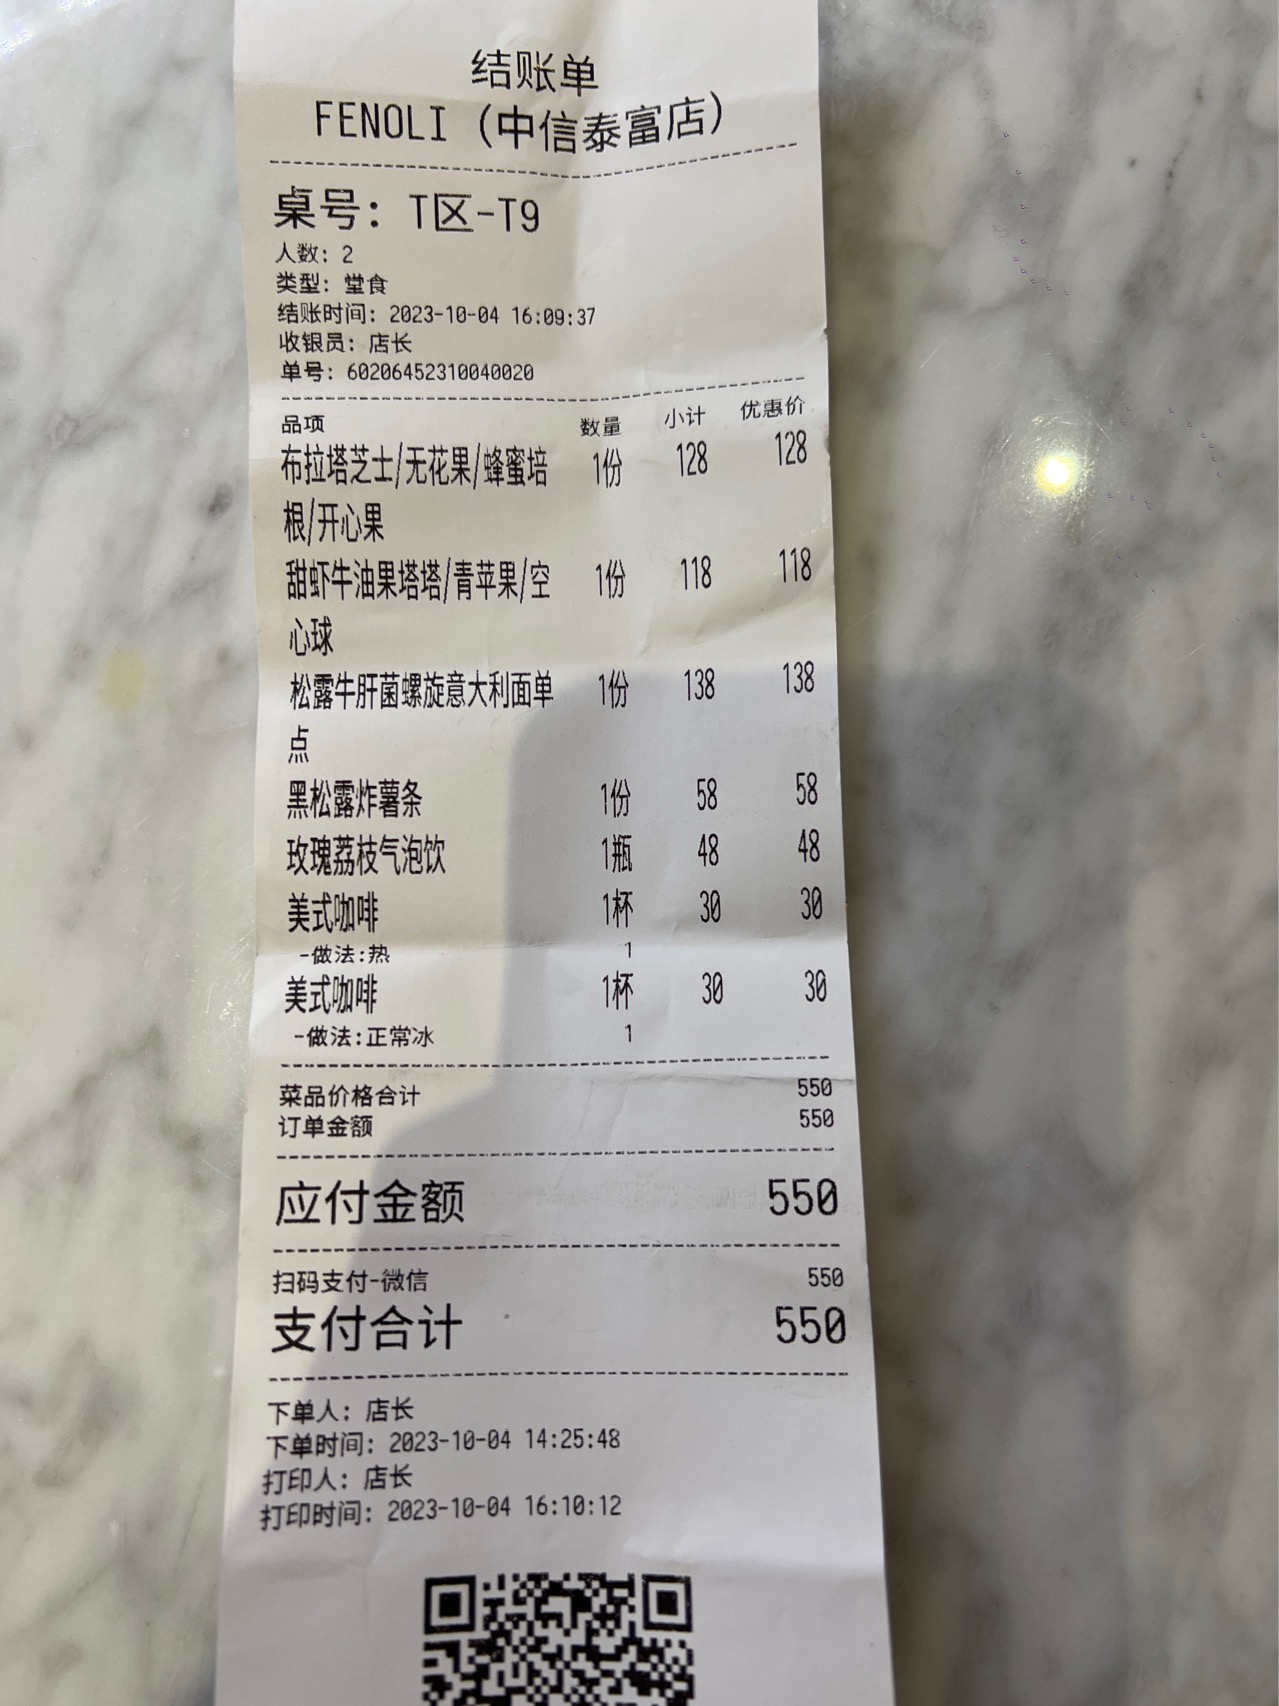 结账单
FENOLI (中信泰富店)
桌号: T区-T9
人数: 2
类型: 堂食
结账时间: 2023-10-04 16:09:37
收银员: 店长
单号: 60206452310040020
品项 数量 小计 优惠价
布拉塔芝士/无花果/蜂蜜培 1份 128 128
根/开心果
甜虾牛油果塔塔/青苹果/空 1份 118 118
心球
松露牛肝菌螺旋意大利面单 1份 138 138
点
黑松露炸薯条 1份 58 58
玫瑰荔枝气泡饮 1瓶 48 48
美式咖啡 1杯 30 30
-做法:热 1
美式咖啡 1杯 30 30
-做法:正常冰 1
菜品价格合计 550
订单金额 550
应付金额 550
扫码支付-微信 550
支付合计 550
下单人: 店长
下单时间: 2023-10-04 14:25:48
打印人: 店长
打印时间: 2023-10-04 16:10:12